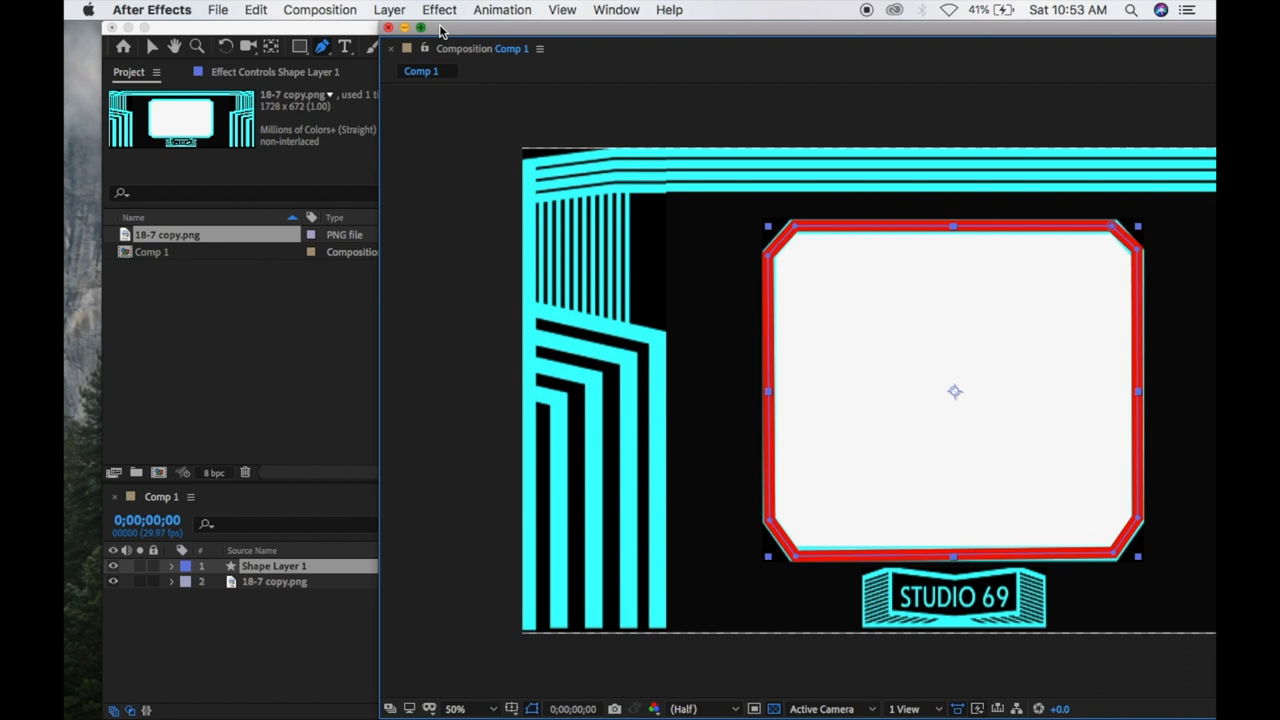 After Effects File Edit Composition Layer Effect Animation View Window Help 41% Sat 10:53 AM
Project Effect Controls Shape Layer 1
Composition Comp 1
Comp 1
18-7 copy.png , used 1 ti
1728 x 672 (1.00)
Millions of Colors+ (Straight)
non-interlaced
Name Type
18-7 copy.png PNG file
Comp 1 Compositio
STUDIO 69
8 bpc
Comp 1
0;00;00;00
00000 (29.97 fps)
# Source Name
1 Shape Layer 1
2 18-7 copy.png
50% 0;00;00;00 (Half) Active Camera 1 View +0.0